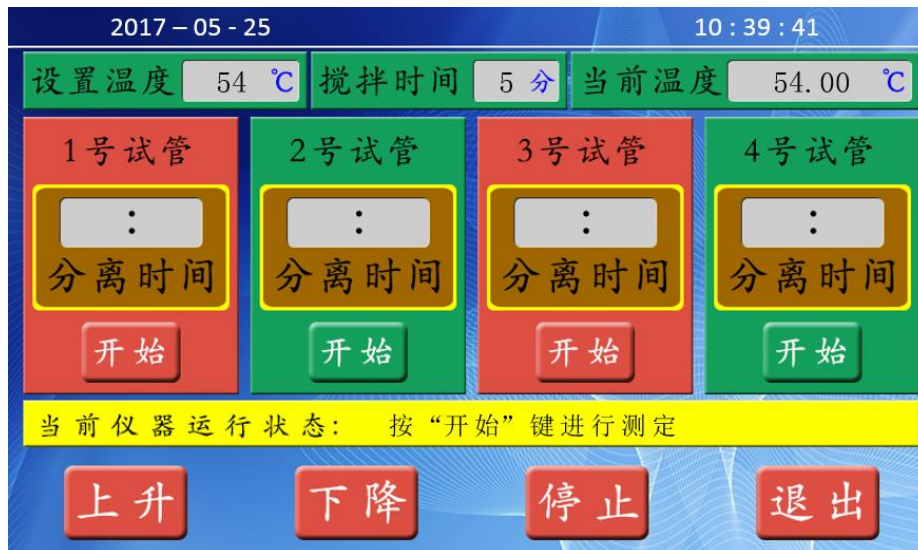 2017 – 05 - 25 10 : 39 : 41
设置温度 54 ℃ 搅拌时间 5 分 当前温度 54.00 ℃
1号试管 2号试管 3号试管 4号试管
: : : :
分离时间 分离时间 分离时间 分离时间
开始 开始 开始 开始
当前仪器运行状态: 按“开始”键进行测定
上升 下降 停止 退出